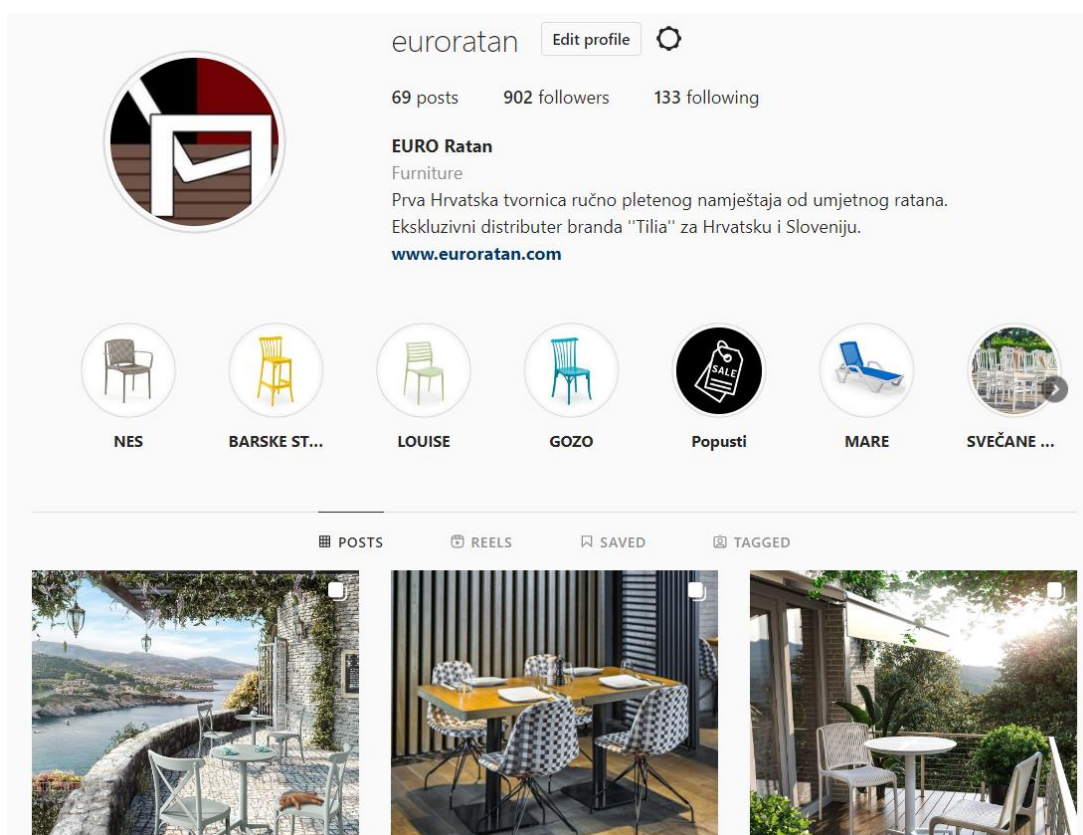 euroratan Edit profile
69 posts 902 followers 133 following
EURO Ratan
Furniture
Prva Hrvatska tvornica ručno pletenog namještaja od umjetnog ratana.
Ekskluzivni distributer branda ''Tilia'' za Hrvatsku i Sloveniju.
www.euroratan.com
SALE
NES BARSKE ST... LOUISE GOZO Popusti MARE SVEČANE ...
POSTS REELS SAVED TAGGED